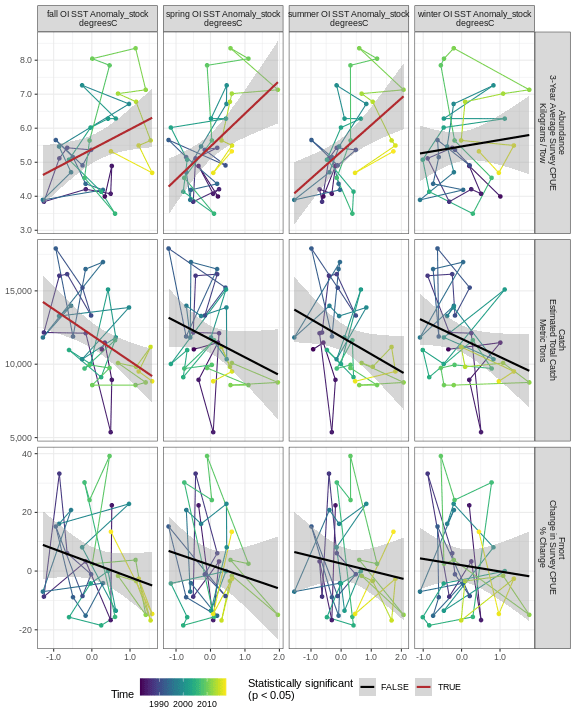 fall OI SST Anomaly_stock
degreesC
spring OI SST Anomaly_stock
degreesC
summer OI SST Anomaly_stock
degreesC
winter OI SST Anomaly_stock
degreesC
8.0
7.0
6.0
5.0
4.0
3.0
Abundance
3-Year Average Survey CPUE
Kilograms / Tow
15,000
10,000
5,000
Catch
Estimated Total Catch
Metric Tons
40
20
0
-20
Fmort
Change in Survey CPUE
% Change
-1.0 0.0 1.0
-1.0 0.0 1.0 2.0
-1.0 0.0 1.0 2.0
-1.0 0.0 1.0
Time
1990 2000 2010
Statistically significant
(p < 0.05)
FALSE
TRUE